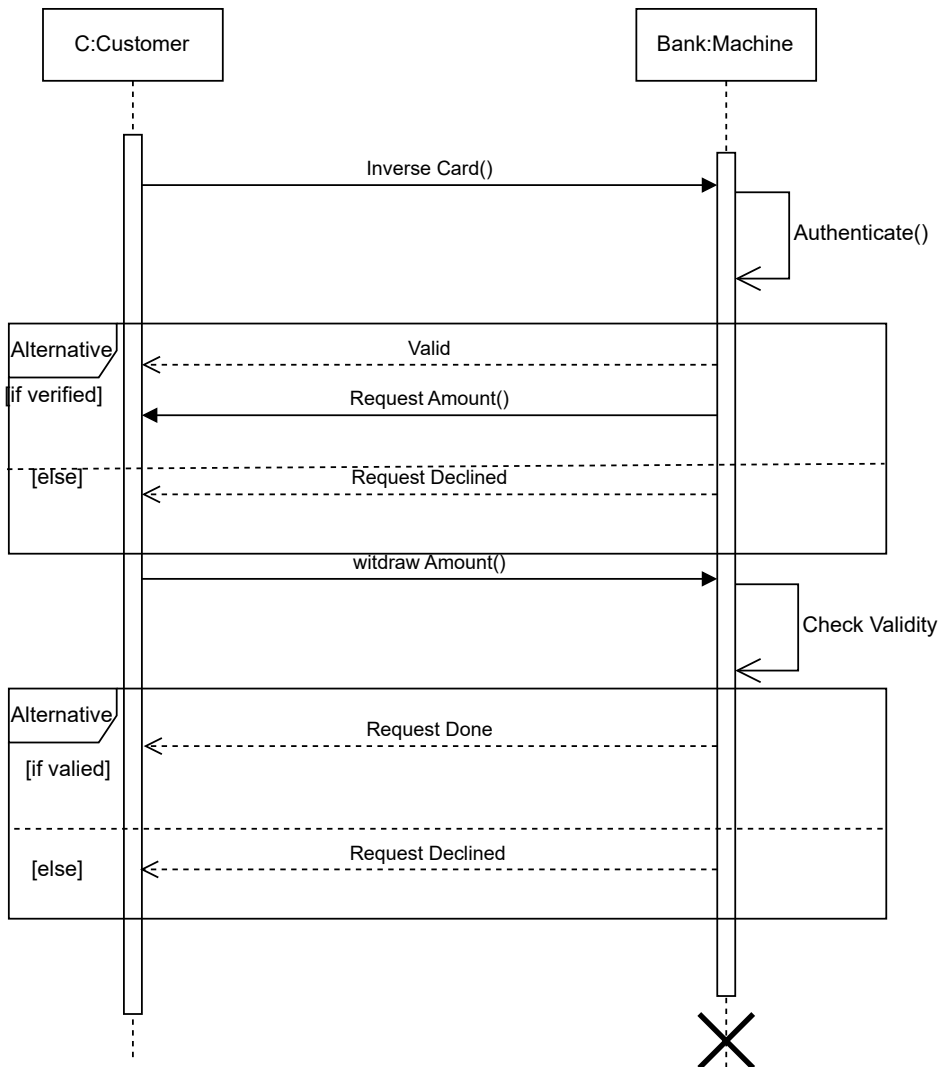 C:Customer
Bank:Machine
Inverse Card()
Authenticate()
Alternative
Valid
[if verified]
Request Amount()
[else]
Request Declined
witdraw Amount()
Check Validity
Alternative
Request Done
[if valied]
Request Declined
[else]